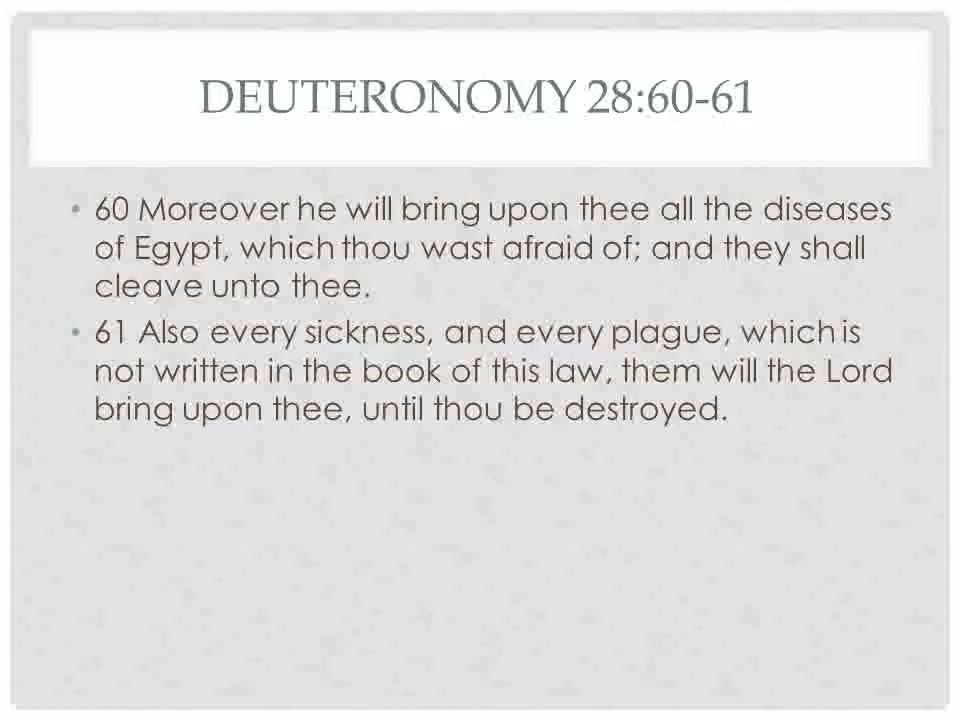 DEUTERONOMY 28:60-61
• 60 Moreover he will bring upon thee all the diseases
of Egypt, which thou wast afraid of; and they shall
cleave unto thee.
• 61 Also every sickness, and every plague, which is
not written in the book of this law, them will the Lord
bring upon thee, until thou be destroyed.